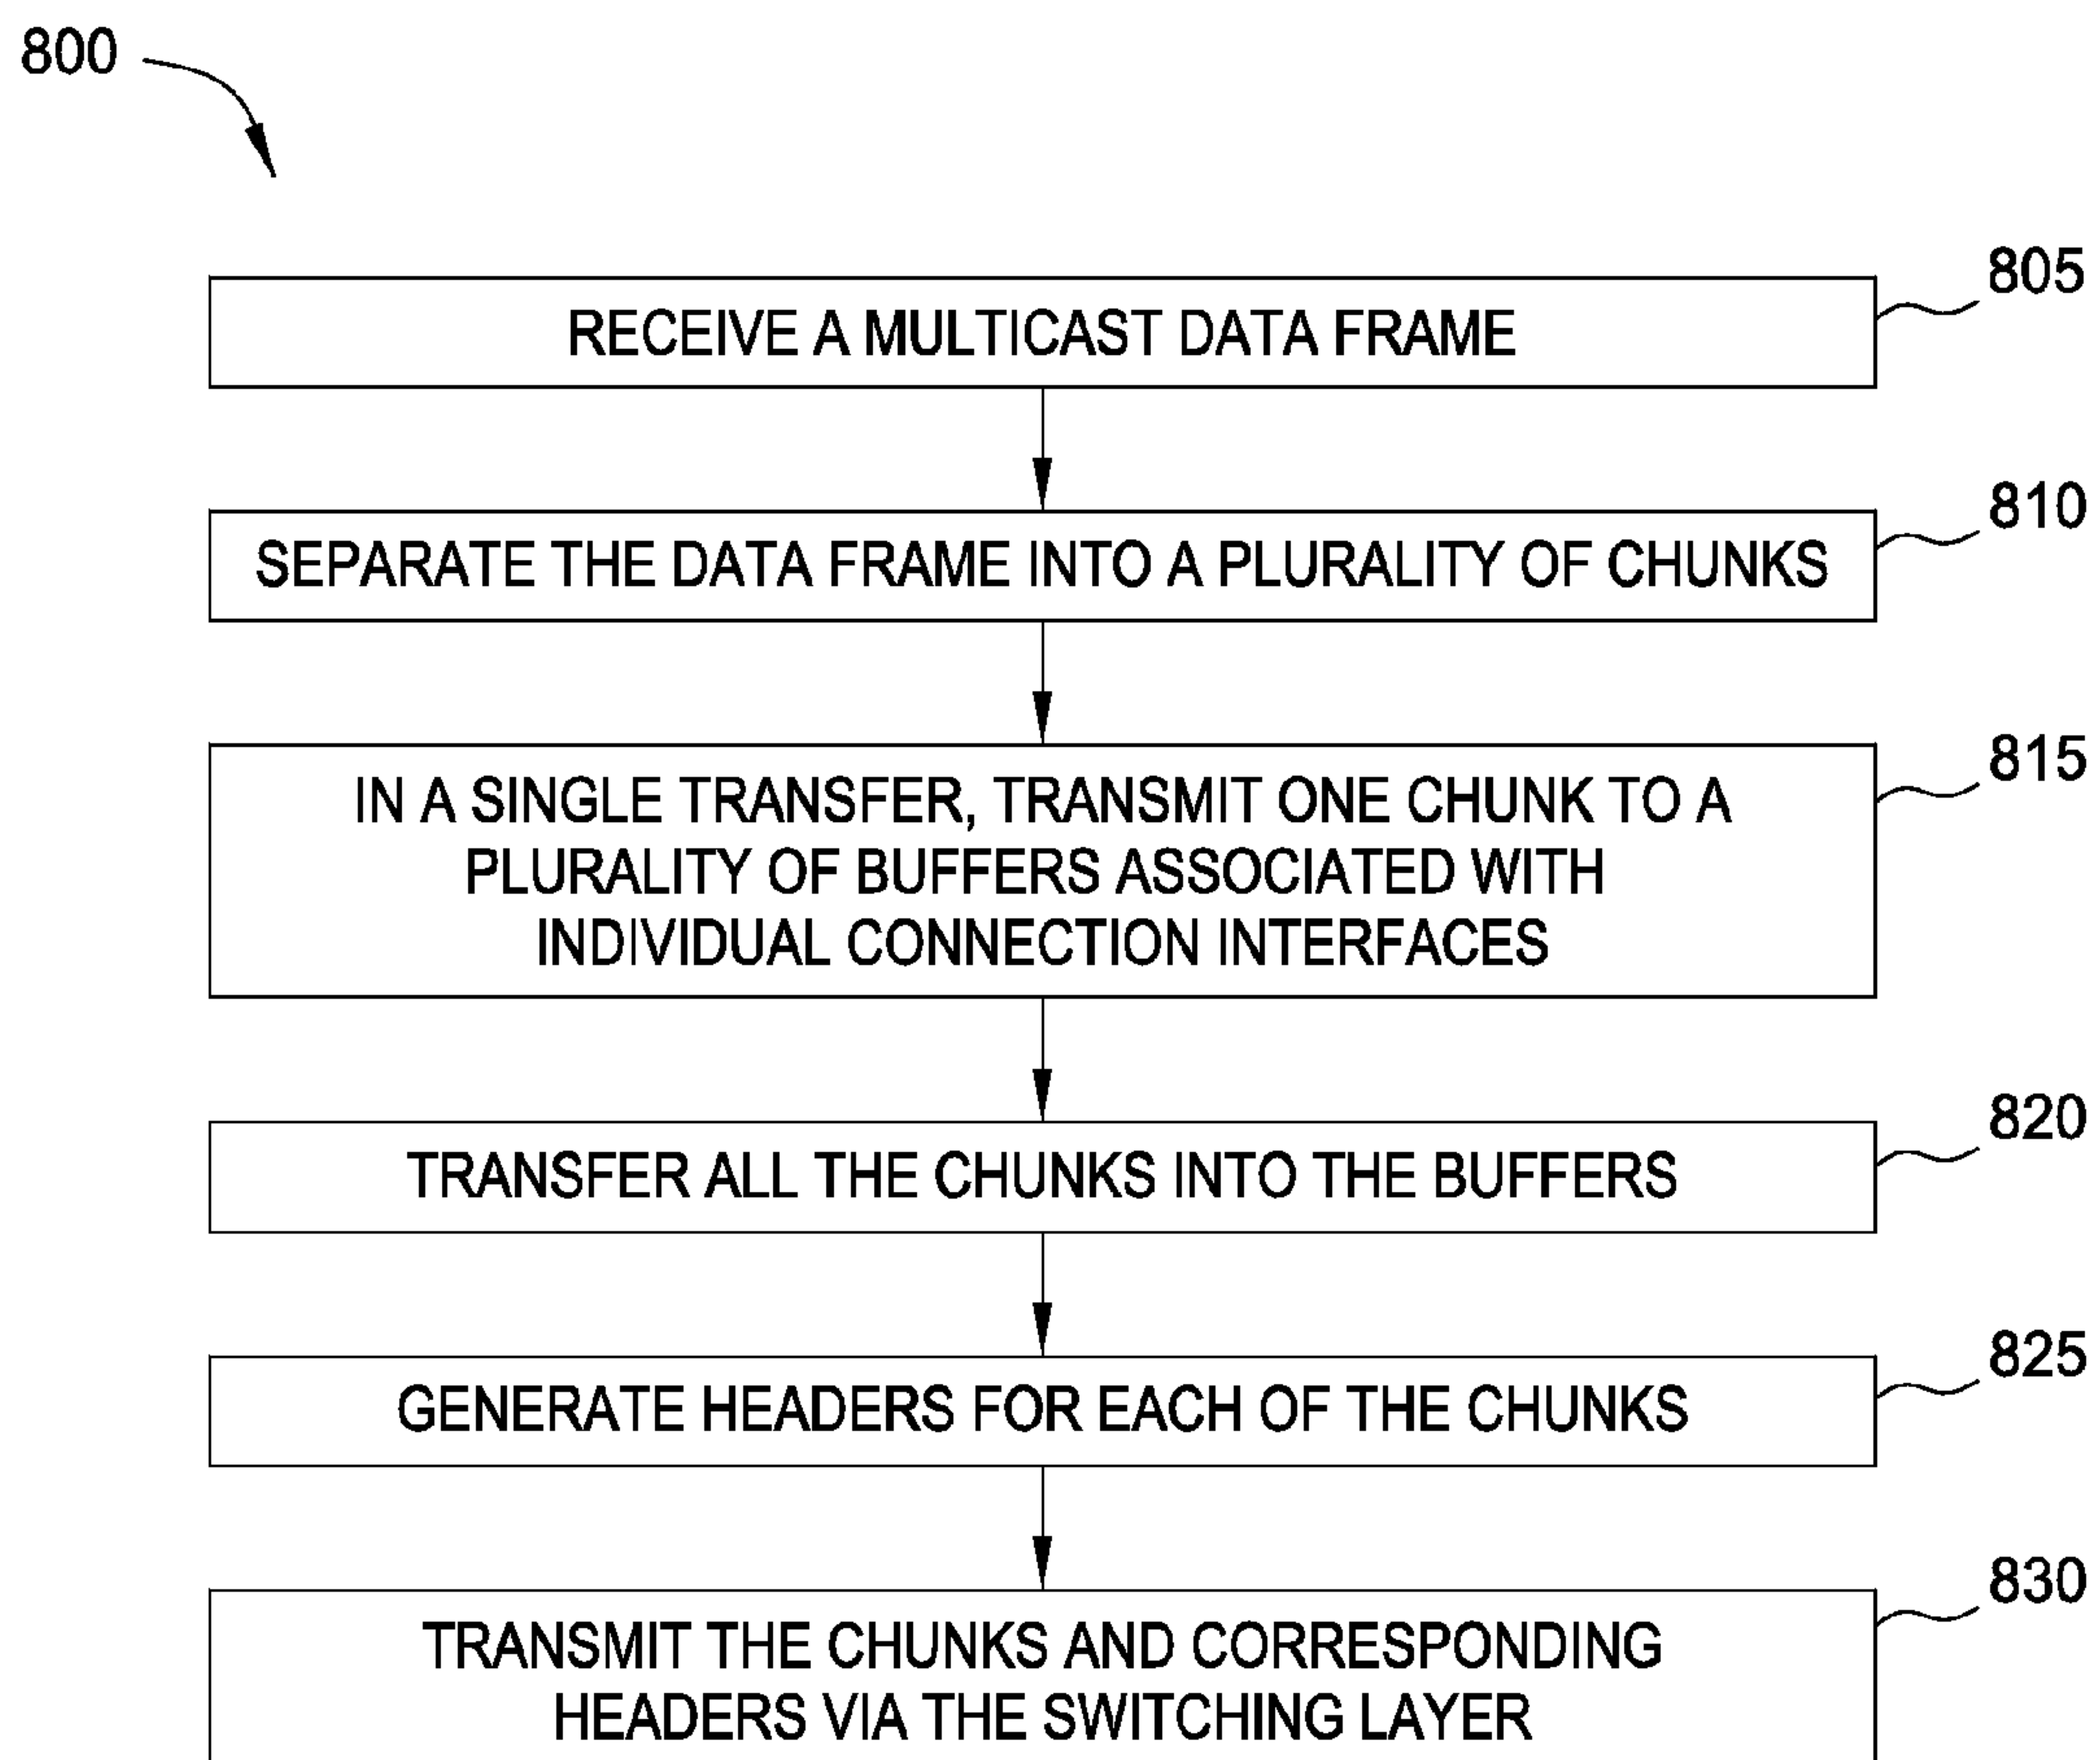 800
805
RECEIVE A MULTICAST DATA FRAME
810
SEPARATE THE DATA FRAME INTO A PLURALITY OF CHUNKS
815
IN A SINGLE TRANSFER, TRANSMIT ONE CHUNK TO A
PLURALITY OF BUFFERS ASSOCIATED WITH
INDIVIDUAL CONNECTION INTERFACES
820
TRANSFER ALL THE CHUNKS INTO THE BUFFERS
825
GENERATE HEADERS FOR EACH OF THE CHUNKS
830
TRANSMIT THE CHUNKS AND CORRESPONDING
HEADERS VIA THE SWITCHING LAYER